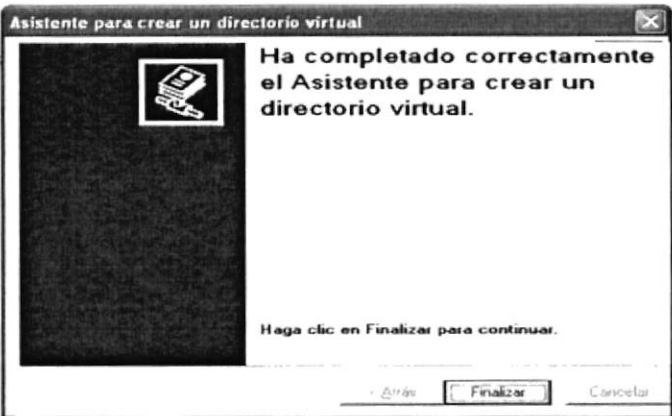 Asistente para crear un directorio virtual
Ha completado correctamente
el Asistente para crear un
directorio virtual.
Haga clic en Finalizar para continuar.
< Atrás
Finalizar
Cancelar